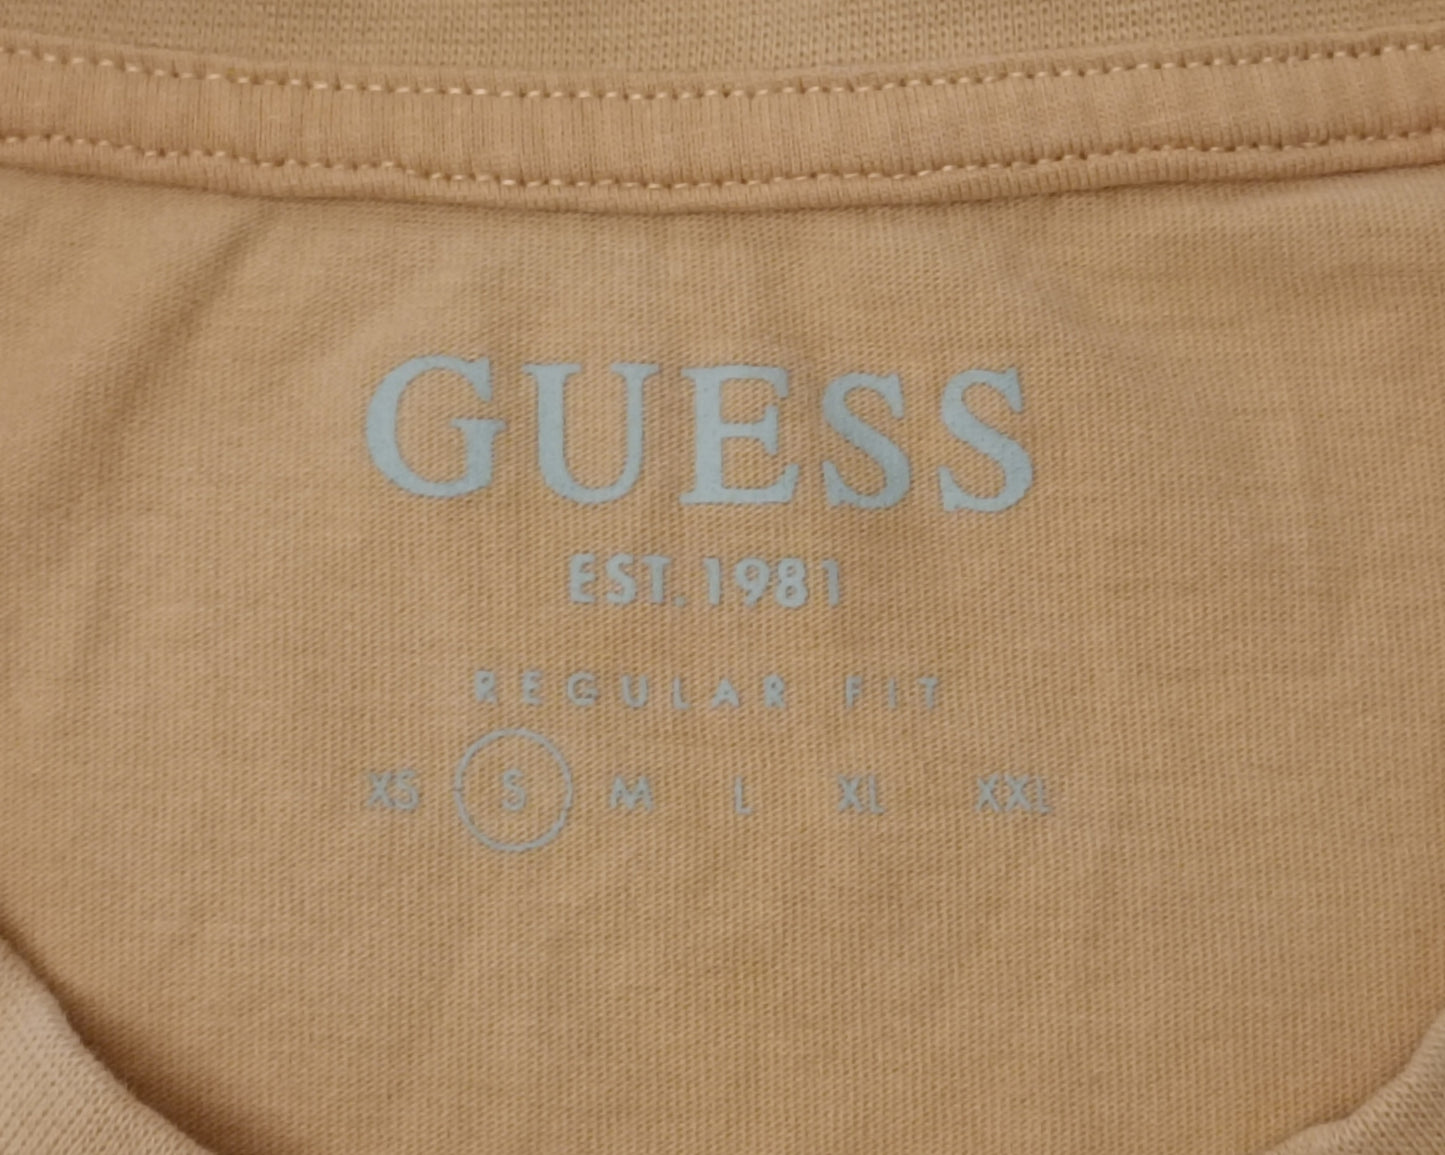 GUESS
EST. 1981
REGULAR FIT
XS S M L XL XXL